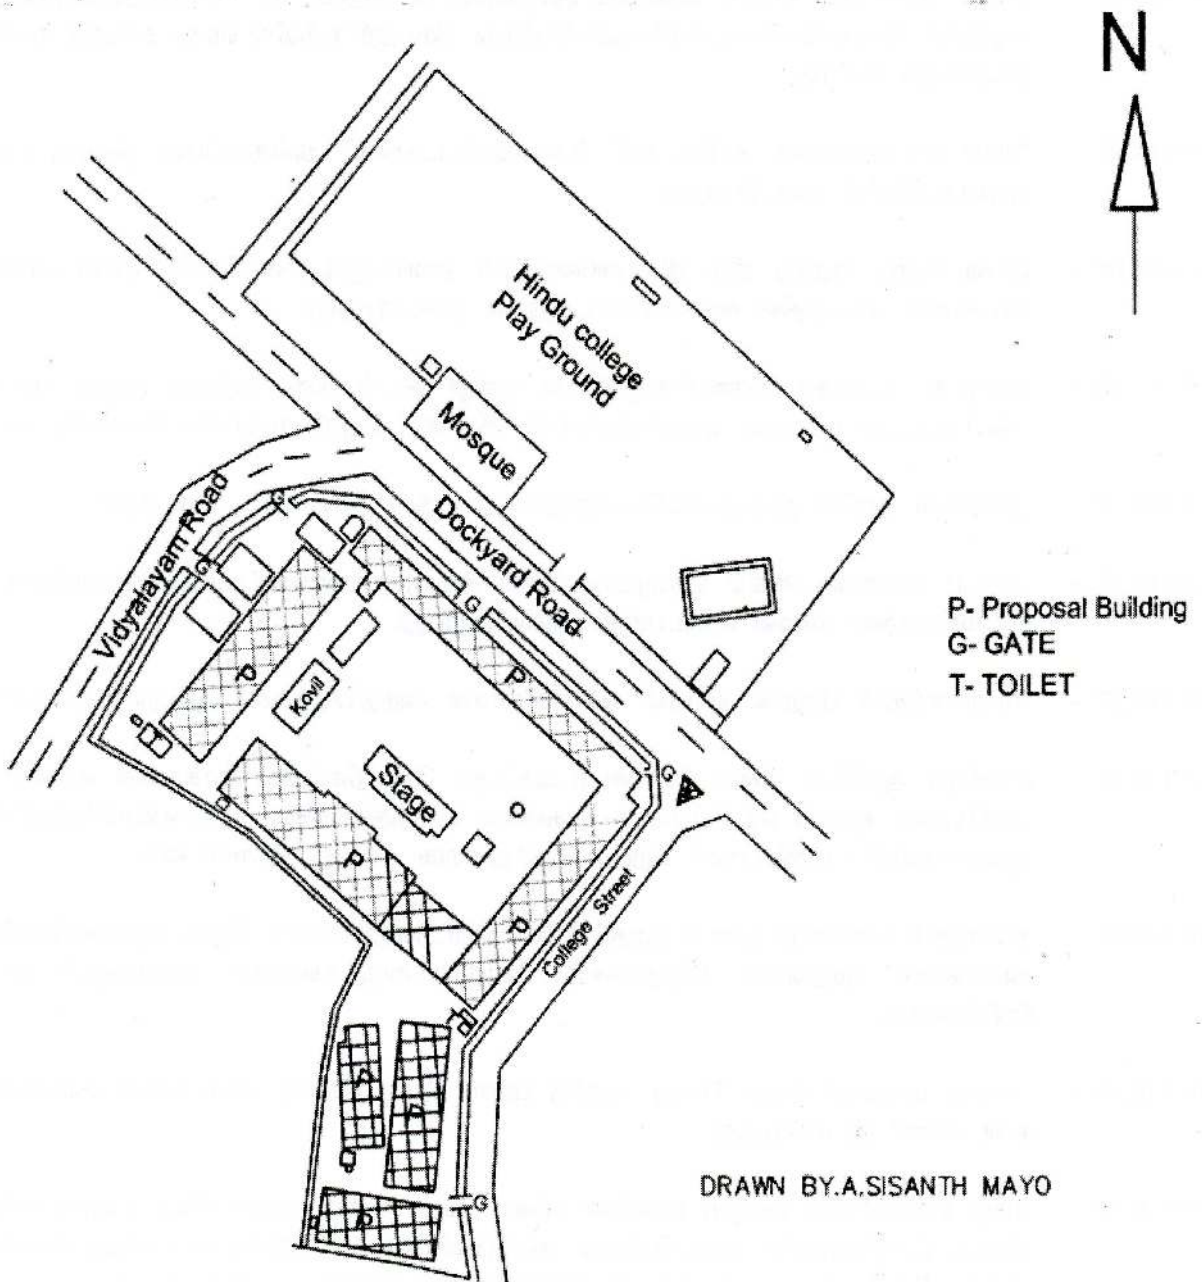 N
Hindu college
Play Ground
Mosque
Dockyard Road
Vidyalayam Road
G
G
G
P
P
Kovil
Stage
P- Proposal Building
G- GATE
T- TOILET
G
P
P
College Street
P
P
G
P
DRAWN BY.A.SISANTH MAYO